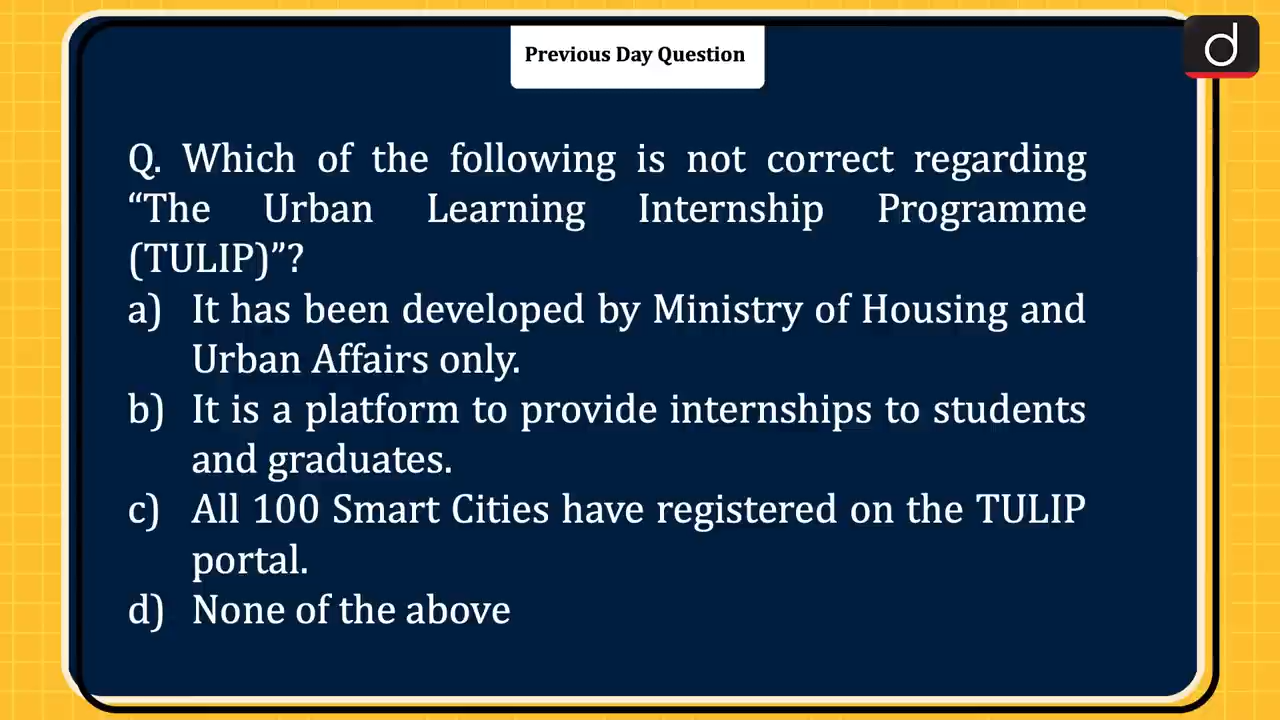 Previous Day Question
d
Q. Which of the following is not correct regarding
“The Urban Learning Internship Programme
(TULIP)”?
a) It has been developed by Ministry of Housing and
Urban Affairs only.
b) It is a platform to provide internships to students
and graduates.
c) All 100 Smart Cities have registered on the TULIP
portal.
d) None of the above